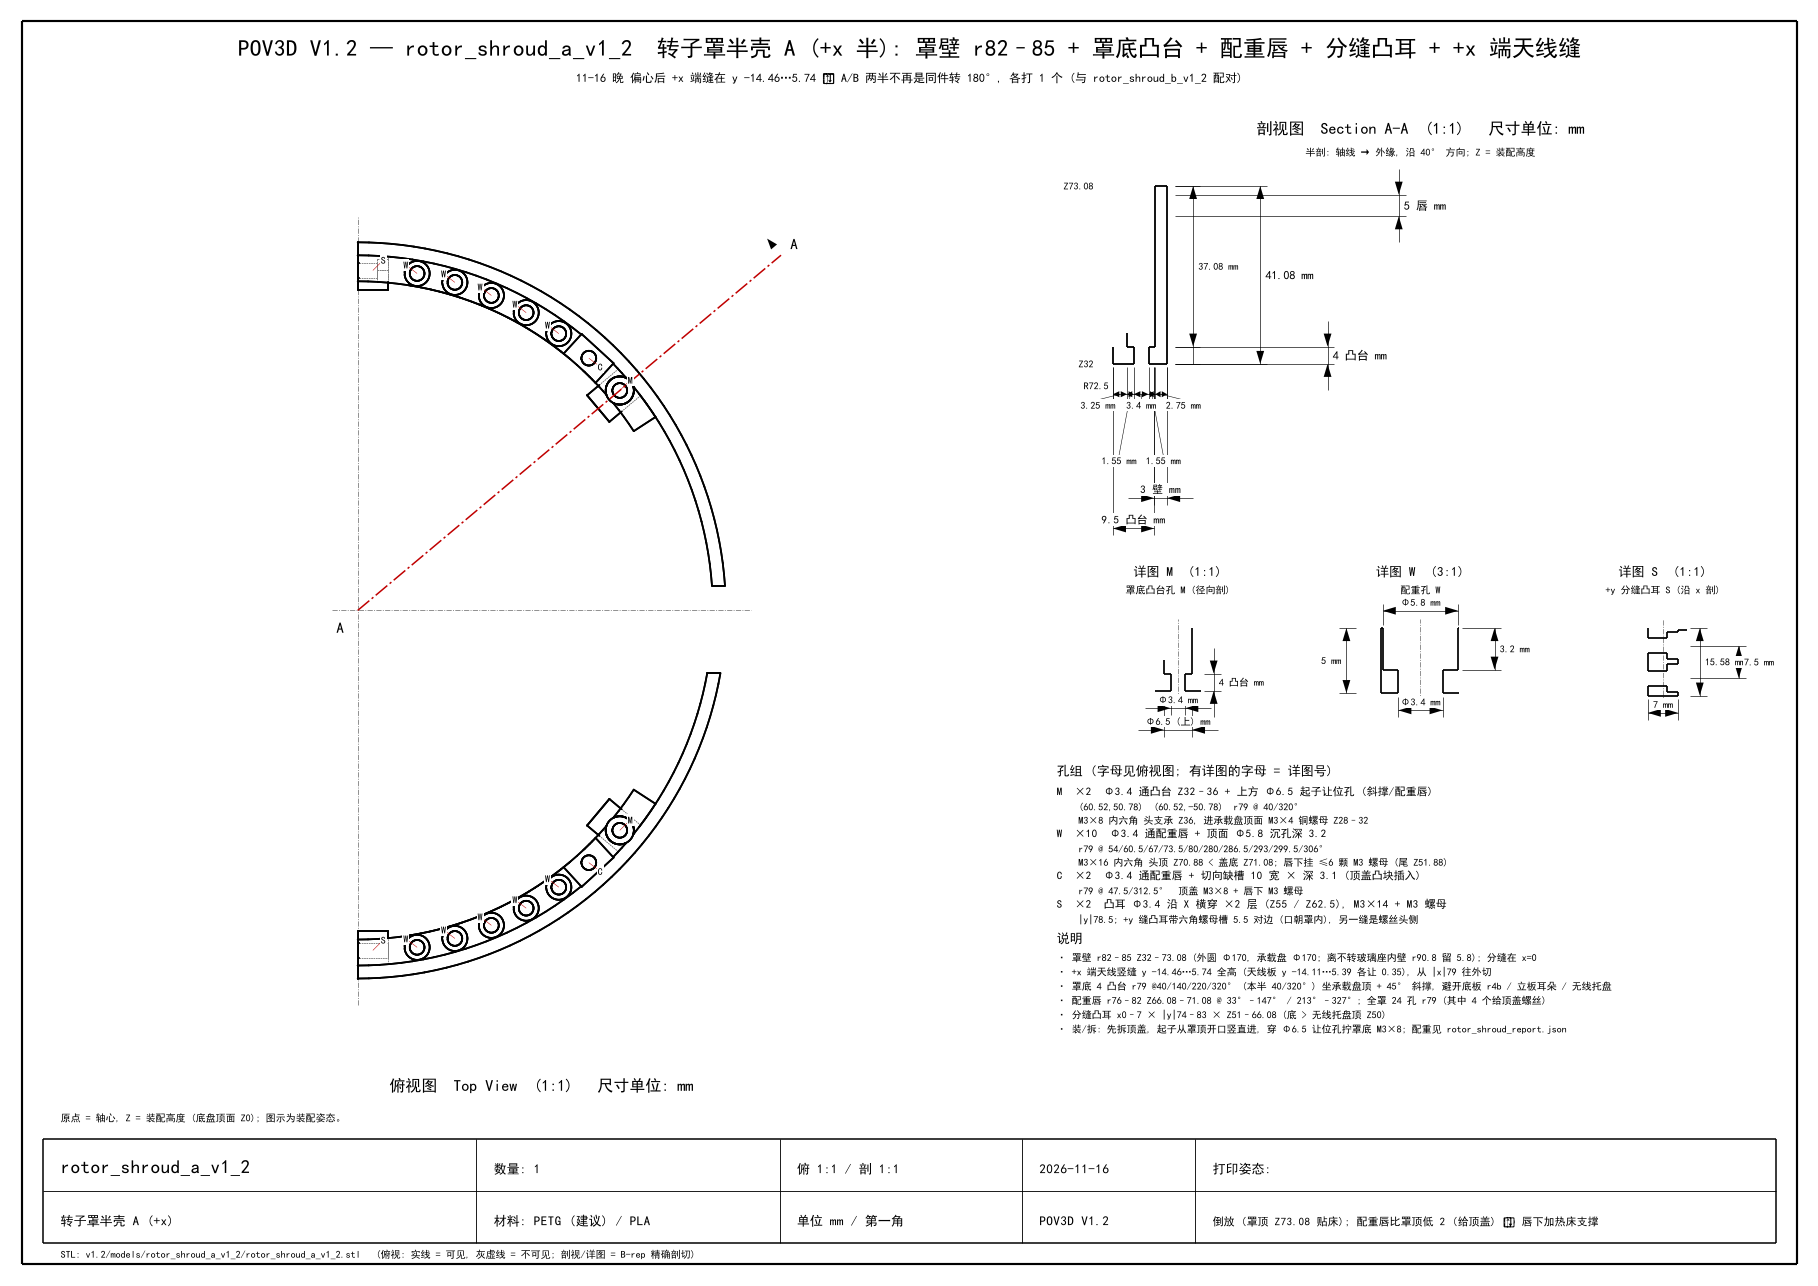 POV3D V1.2 — rotor_shroud_a_v1_2  转子罩半壳 A (+x 半): 罩壁 r82–85 + 罩底凸台 + 配重唇 + 分缝凸耳 + +x 端天线缝
11-16 晚 偏心后 +x 端缝在 y -14.46…5.74 A/B 两半不再是同件转 180°, 各打 1 个 (与 rotor_shroud_b_v1_2 配对)
剖视图  Section A-A  (1:1)  尺寸单位: mm
半剖: 轴线 → 外缘, 沿 40° 方向; Z = 装配高度
Z73.08
5 唇 mm
37.08 mm
41.08 mm
4 凸台 mm
Z32
R72.5
3.25 mm
3.4 mm
2.75 mm
1.55 mm
1.55 mm
3 壁 mm
9.5 凸台 mm
A
S
W
W
W
W
W
C
M
A
M
C
W
W
W
W
W
S
详图 M  (1:1)
罩底凸台孔 M (径向剖)
4 凸台 mm
Φ3.4 mm
Φ6.5 (上) mm
详图 W  (3:1)
配重孔 W
Φ5.8 mm
5 mm
3.2 mm
Φ3.4 mm
详图 S  (1:1)
+y 分缝凸耳 S (沿 x 剖)
15.58 mm
7.5 mm
7 mm
孔组 (字母见俯视图; 有详图的字母 = 详图号)
M  ×2  Φ3.4 通凸台 Z32–36 + 上方 Φ6.5 起子让位孔 (斜撑/配重唇)
(60.52,50.78)  (60.52,-50.78)  r79 @ 40/320°
M3×8 内六角 头支承 Z36, 进承载盘顶面 M3×4 铜螺母 Z28–32
W  ×10  Φ3.4 通配重唇 + 顶面 Φ5.8 沉孔深 3.2
r79 @ 54/60.5/67/73.5/80/280/286.5/293/299.5/306°
M3×16 内六角 头顶 Z70.88 < 盖底 Z71.08; 唇下挂 ≤6 颗 M3 螺母 (尾 Z51.88)
C  ×2  Φ3.4 通配重唇 + 切向缺槽 10 宽 × 深 3.1 (顶盖凸块插入)
r79 @ 47.5/312.5°  顶盖 M3×8 + 唇下 M3 螺母
S  ×2  凸耳 Φ3.4 沿 X 横穿 ×2 层 (Z55 / Z62.5), M3×14 + M3 螺母
|y|78.5; +y 缝凸耳带六角螺母槽 5.5 对边 (口朝罩内), 另一缝是螺丝头侧
说明
· 罩壁 r82–85 Z32–73.08 (外圆 Φ170, 承载盘 Φ170; 离不转玻璃座内壁 r90.8 留 5.8); 分缝在 x=0
· +x 端天线竖缝 y -14.46…5.74 全高 (天线板 y -14.11…5.39 各让 0.35), 从 |x|79 往外切
· 罩底 4 凸台 r79 @40/140/220/320° (本半 40/320°) 坐承载盘顶 + 45° 斜撑, 避开底板 r4b / 立板耳朵 / 无线托盘
· 配重唇 r76–82 Z66.08–71.08 @ 33°–147° / 213°–327°; 全罩 24 孔 r79 (其中 4 个给顶盖螺丝)
· 分缝凸耳 x0–7 × |y|74–83 × Z51–66.08 (底 > 无线托盘顶 Z50)
· 装/拆: 先拆顶盖, 起子从罩顶开口竖直进, 穿 Φ6.5 让位孔拧罩底 M3×8; 配重见 rotor_shroud_report.json
俯视图  Top View  (1:1)  尺寸单位: mm
原点 = 轴心, Z = 装配高度 (底盘顶面 Z0); 图示为装配姿态。
rotor_shroud_a_v1_2
数量: 1
俯 1:1 / 剖 1:1
2026-11-16
打印姿态:
转子罩半壳 A (+x)
材料: PETG (建议) / PLA
单位 mm / 第一角
POV3D V1.2
倒放 (罩顶 Z73.08 贴床); 配重唇比罩顶低 2 (给顶盖) 唇下加热床支撑
STL: v1.2/models/rotor_shroud_a_v1_2/rotor_shroud_a_v1_2.stl  (俯视: 实线 = 可见, 灰虚线 = 不可见; 剖视/详图 = B-rep 精确剖切)